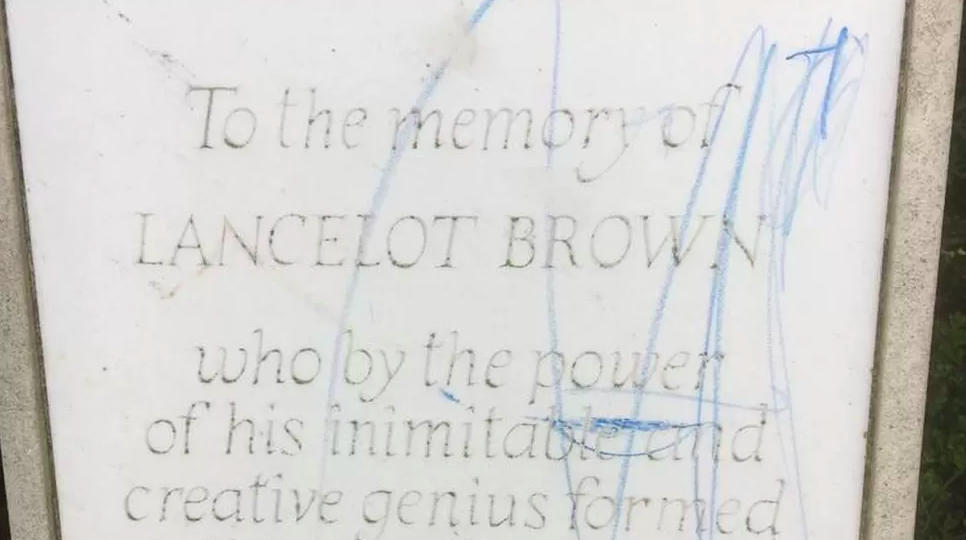 To the memory of
LANCELOT BROWN
who by the power
of his inimitable and
creative genius formed